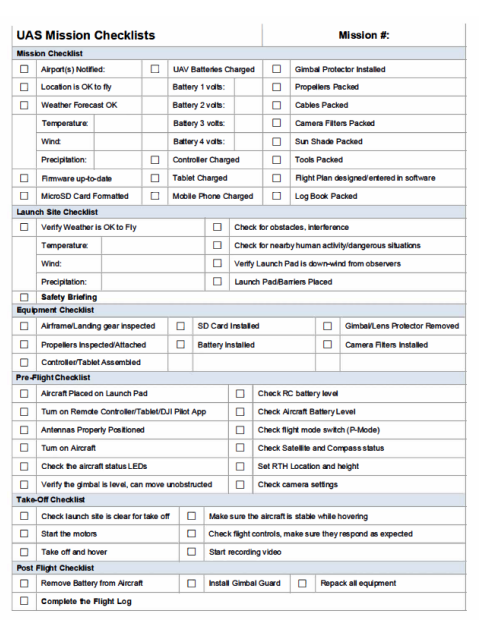 UAS Mission Checklists Mission #:
Mission Checklist
☐ Airport(s) Notified: ☐ UAV Batteries Charged ☐ Gimbal Protector Installed
☐ Location is OK to fly Battery 1 volts: ☐ Propellers Packed
☐ Weather Forecast OK Battery 2 volts: ☐ Cables Packed
Temperature: Battery 3 volts: ☐ Camera Filters Packed
Wind: Battery 4 volts: ☐ Sun Shade Packed
Precipitation: ☐ Controller Charged ☐ Tools Packed
☐ Firmware up-to-date ☐ Tablet Charged ☐ Flight Plan designed/entered in software
☐ MicroSD Card Formatted ☐ Mobile Phone Charged ☐ Log Book Packed
Launch Site Checklist
☐ Verify Weather is OK to Fly ☐ Check for obstacles, interference
Temperature: ☐ Check for nearby human activity/dangerous situations
Wind: ☐ Verify Launch Pad is down-wind from observers
Precipitation: ☐ Launch Pad/Barriers Placed
☐ Safety Briefing
Equipment Checklist
☐ Airframe/Landing gear inspected ☐ SD Card Installed ☐ Gimbal/Lens Protector Removed
☐ Propellers Inspected/Attached ☐ Battery Installed ☐ Camera Filters Installed
☐ Controller/Tablet Assembled
Pre-Flight Checklist
☐ Aircraft Placed on Launch Pad ☐ Check RC battery level
☐ Turn on Remote Controller/Tablet/DJI Pilot App ☐ Check Aircraft Battery Level
☐ Antennas Properly Positioned ☐ Check flight mode switch (P-Mode)
☐ Turn on Aircraft ☐ Check Satellite and Compass status
☐ Check the aircraft status LEDs ☐ Set RTH Location and height
☐ Verify the gimbal is level, can move unobstructed ☐ Check camera settings
Take-Off Checklist
☐ Check launch site is clear for take off ☐ Make sure the aircraft is stable while hovering
☐ Start the motors ☐ Check flight controls, make sure they respond as expected
☐ Take off and hover ☐ Start recording video
Post Flight Checklist
☐ Remove Battery from Aircraft ☐ Install Gimbal Guard ☐ Repack all equipment
☐ Complete the Flight Log